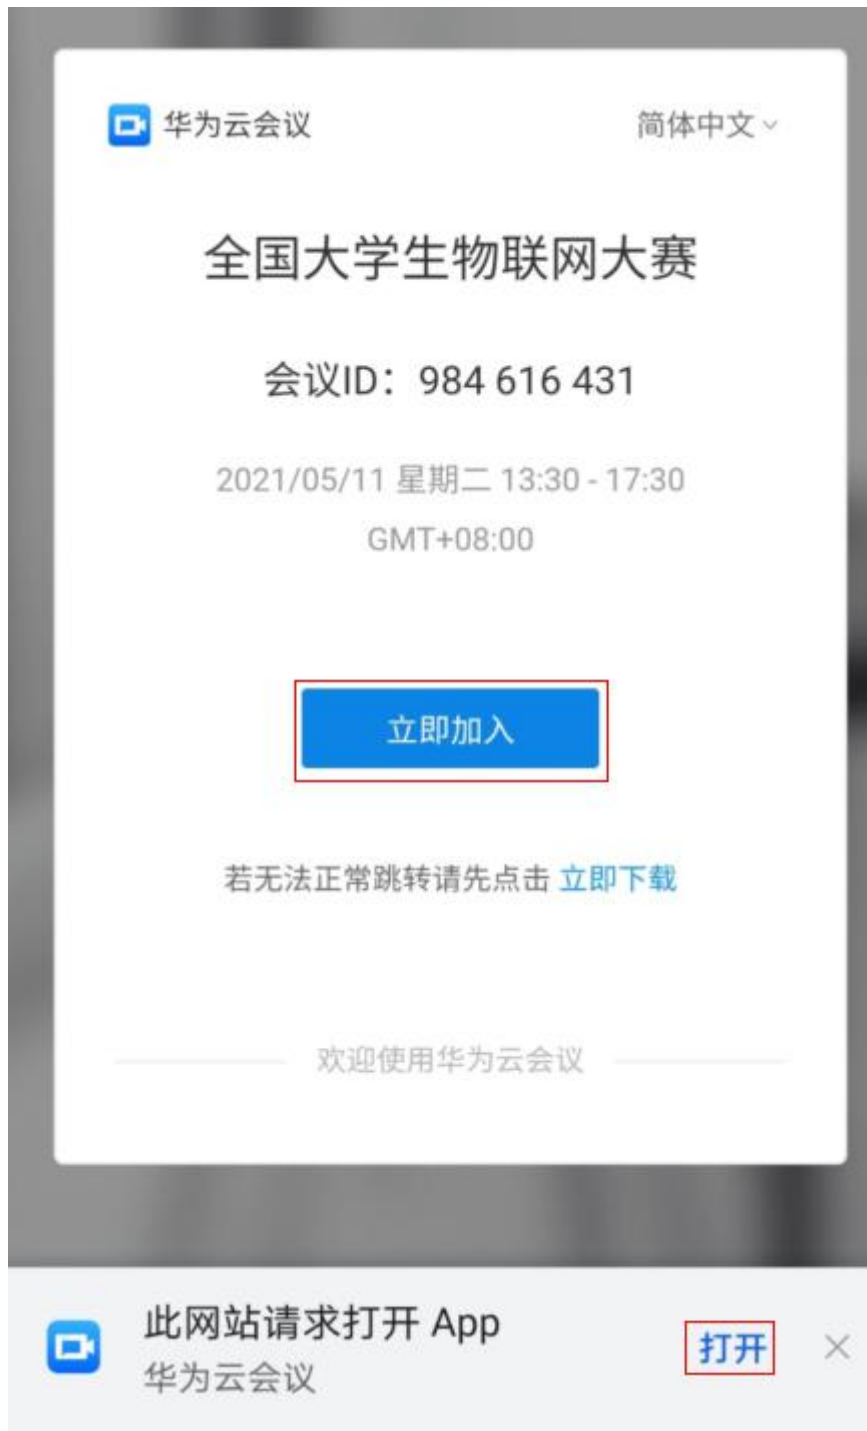 华为云会议
简体中文
全国大学生物联网大赛
会议ID：984 616 431
2021/05/11 星期二 13:30 - 17:30
GMT+08:00
立即加入
若无法正常跳转请先点击 立即下载
欢迎使用华为云会议
此网站请求打开 App
华为云会议
打开